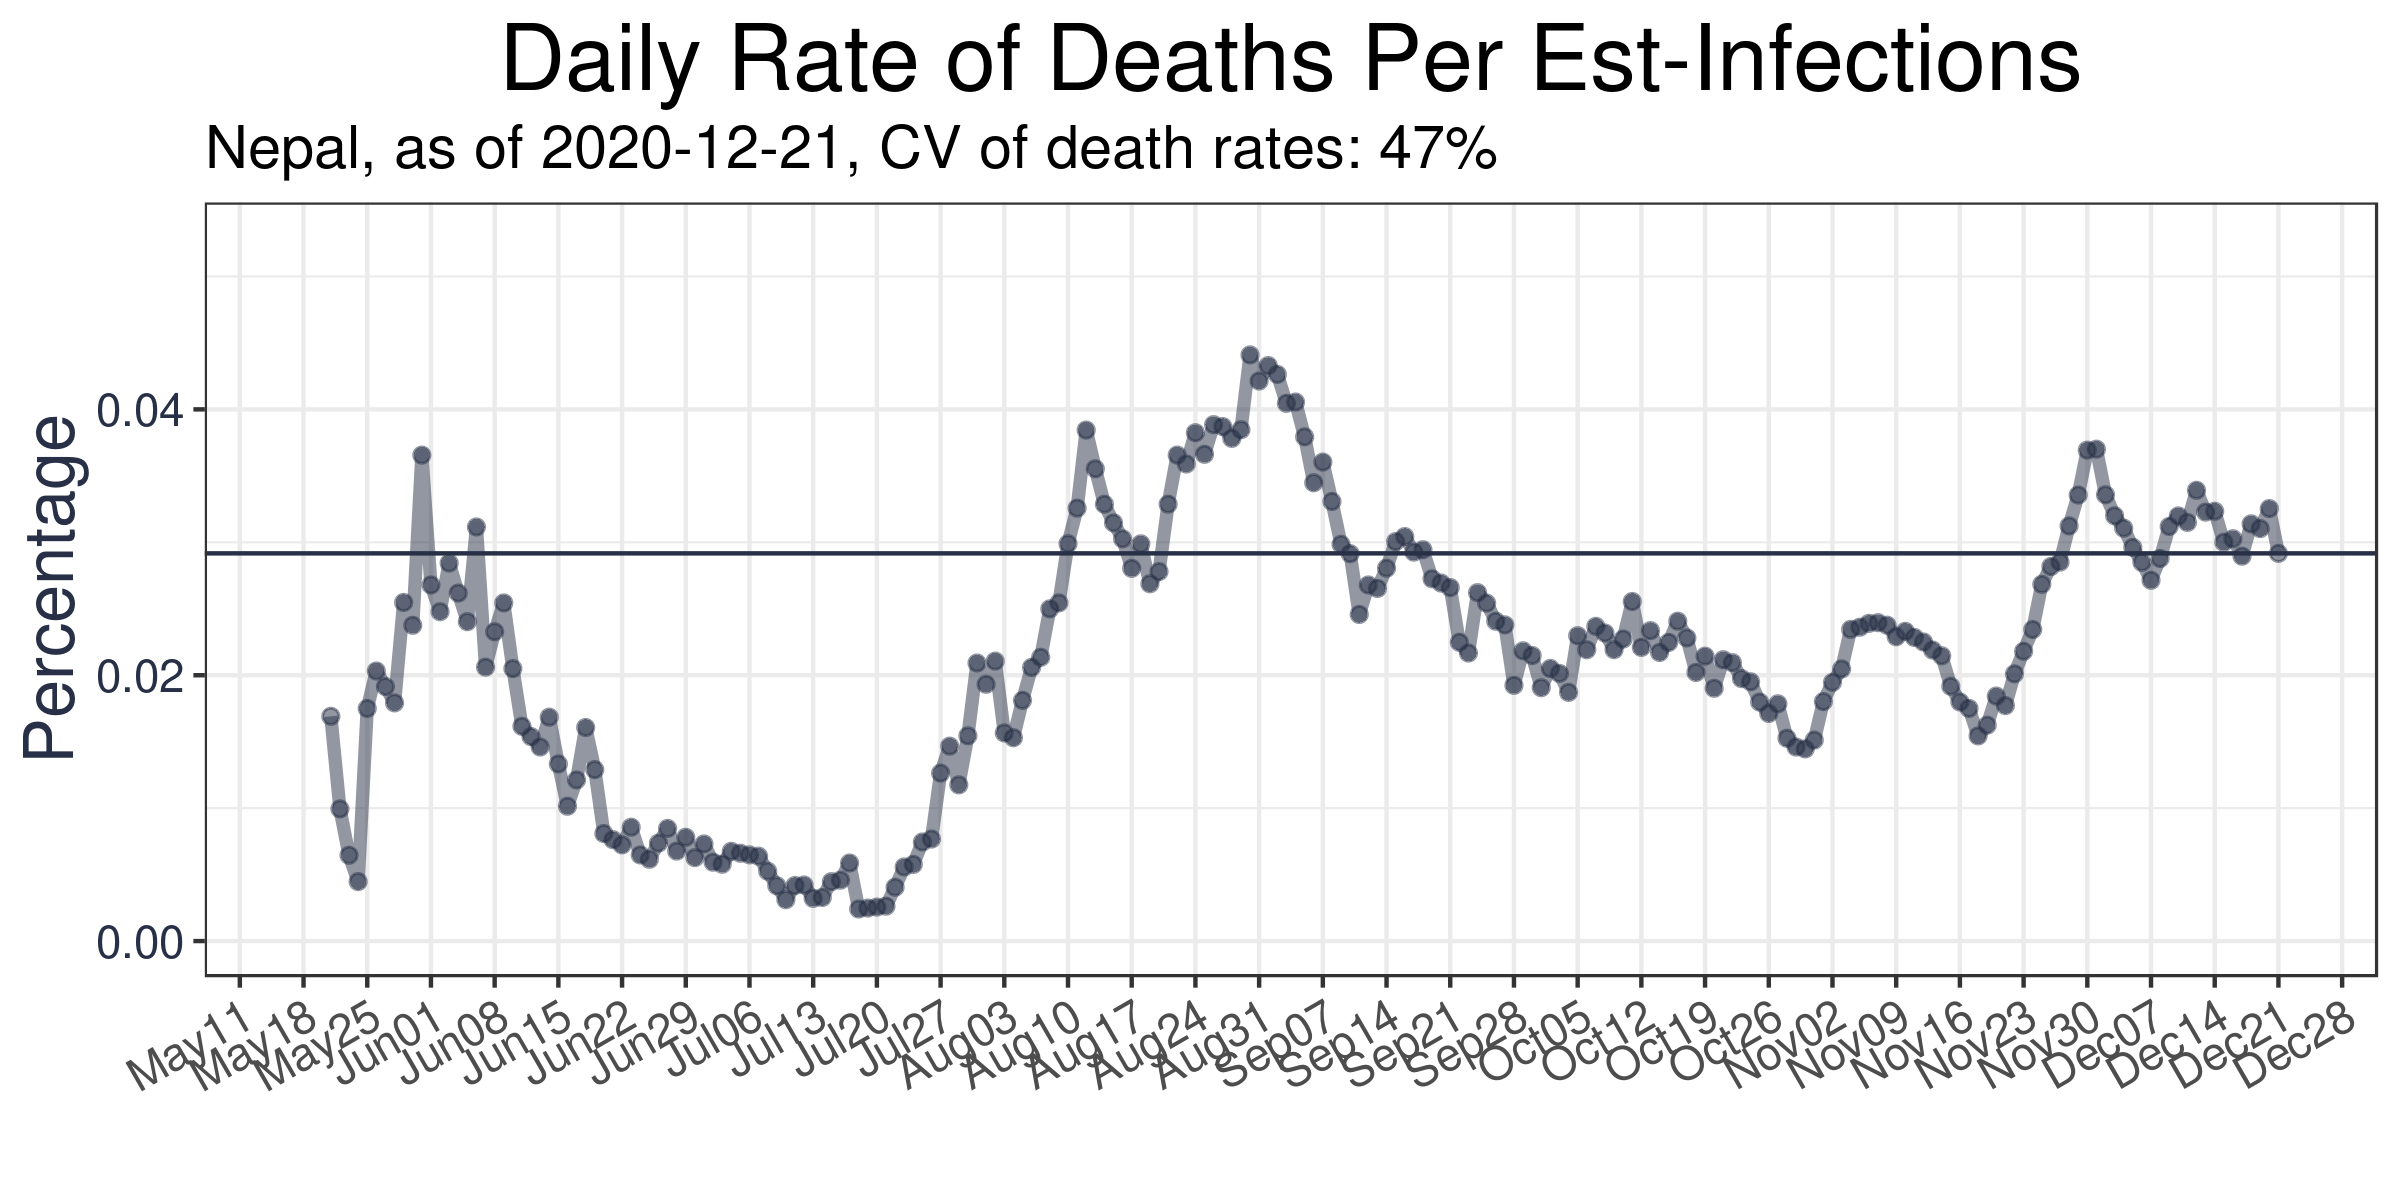 Daily Rate of Deaths Per Est-Infections
Nepal, as of 2020-12-21, CV of death rates: 47%
Percentage
0.04
0.02
0.00
May11
May18
May25
Jun01
Jun08
Jun15
Jun22
Jun29
Jul06
Jul13
Jul20
Jul27
Aug03
Aug10
Aug17
Aug24
Aug31
Sep07
Sep14
Sep21
Sep28
Oct05
Oct12
Oct19
Oct26
Nov02
Nov09
Nov16
Nov23
Nov30
Dec07
Dec14
Dec21
Dec28